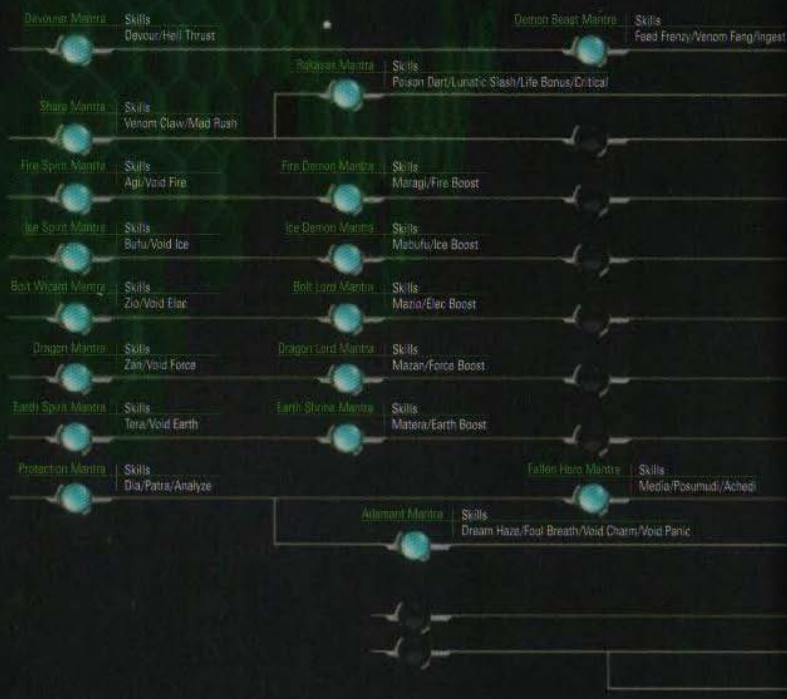 Devourer Mantra Skills
Devour/Hell Thrust
Demon Beast Mantra Skills
Feed Frenzy/Venom Fang/Ingest
Rakasas Mantra Skills
Poison Dart/Lunatic Slash/Life Bonus/Critical
Shura Mantra Skills
Venom Claw/Mad Rush
Fire Spirit Mantra Skills
Agi/Void Fire
Fire Demon Mantra Skills
Maragi/Fire Boost
Ice Spirit Mantra Skills
Bufu/Void Ice
Ice Demon Mantra Skills
Mabufu/Ice Boost
Bolt Wizard Mantra Skills
Zio/Void Elec
Bolt Lord Mantra Skills
Mazio/Elec Boost
Dragon Mantra Skills
Zan/Void Force
Dragon Lord Mantra Skills
Mazan/Force Boost
Earth Spirit Mantra Skills
Tera/Void Earth
Earth Shrine Mantra Skills
Matera/Earth Boost
Protection Mantra Skills
Dia/Patra/Analyze
Fallen Hero Mantra Skills
Media/Posumudi/Achedi
Adamant Mantra Skills
Dream Haze/Foul Breath/Void Charm/Void Panic